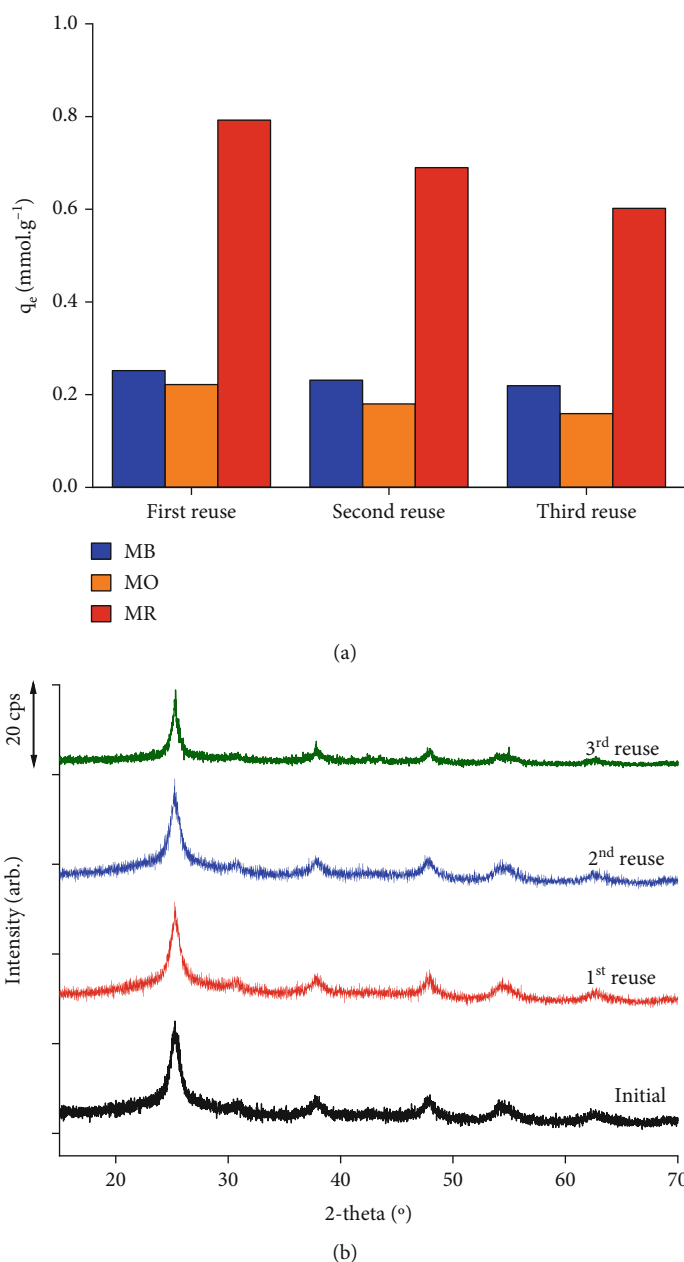 1.0
0.8
0.6
0.4
0.2
0.0
qe (mmol.g⁻¹)
First reuse
Second reuse
Third reuse
MB
MO
MR
(a)
20 cps
Intensity (arb.)
3rd reuse
2nd reuse
1st reuse
Initial
20 30 40 50 60 70
2-theta (º)
(b)